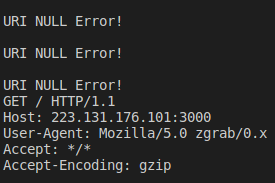 URI NULL Error!
URI NULL Error!
URI NULL Error!
GET / HTTP/1.1
Host: 223.131.176.101:3000
User-Agent: Mozilla/5.0 zgrab/0.x
Accept: */*
Accept-Encoding: gzip